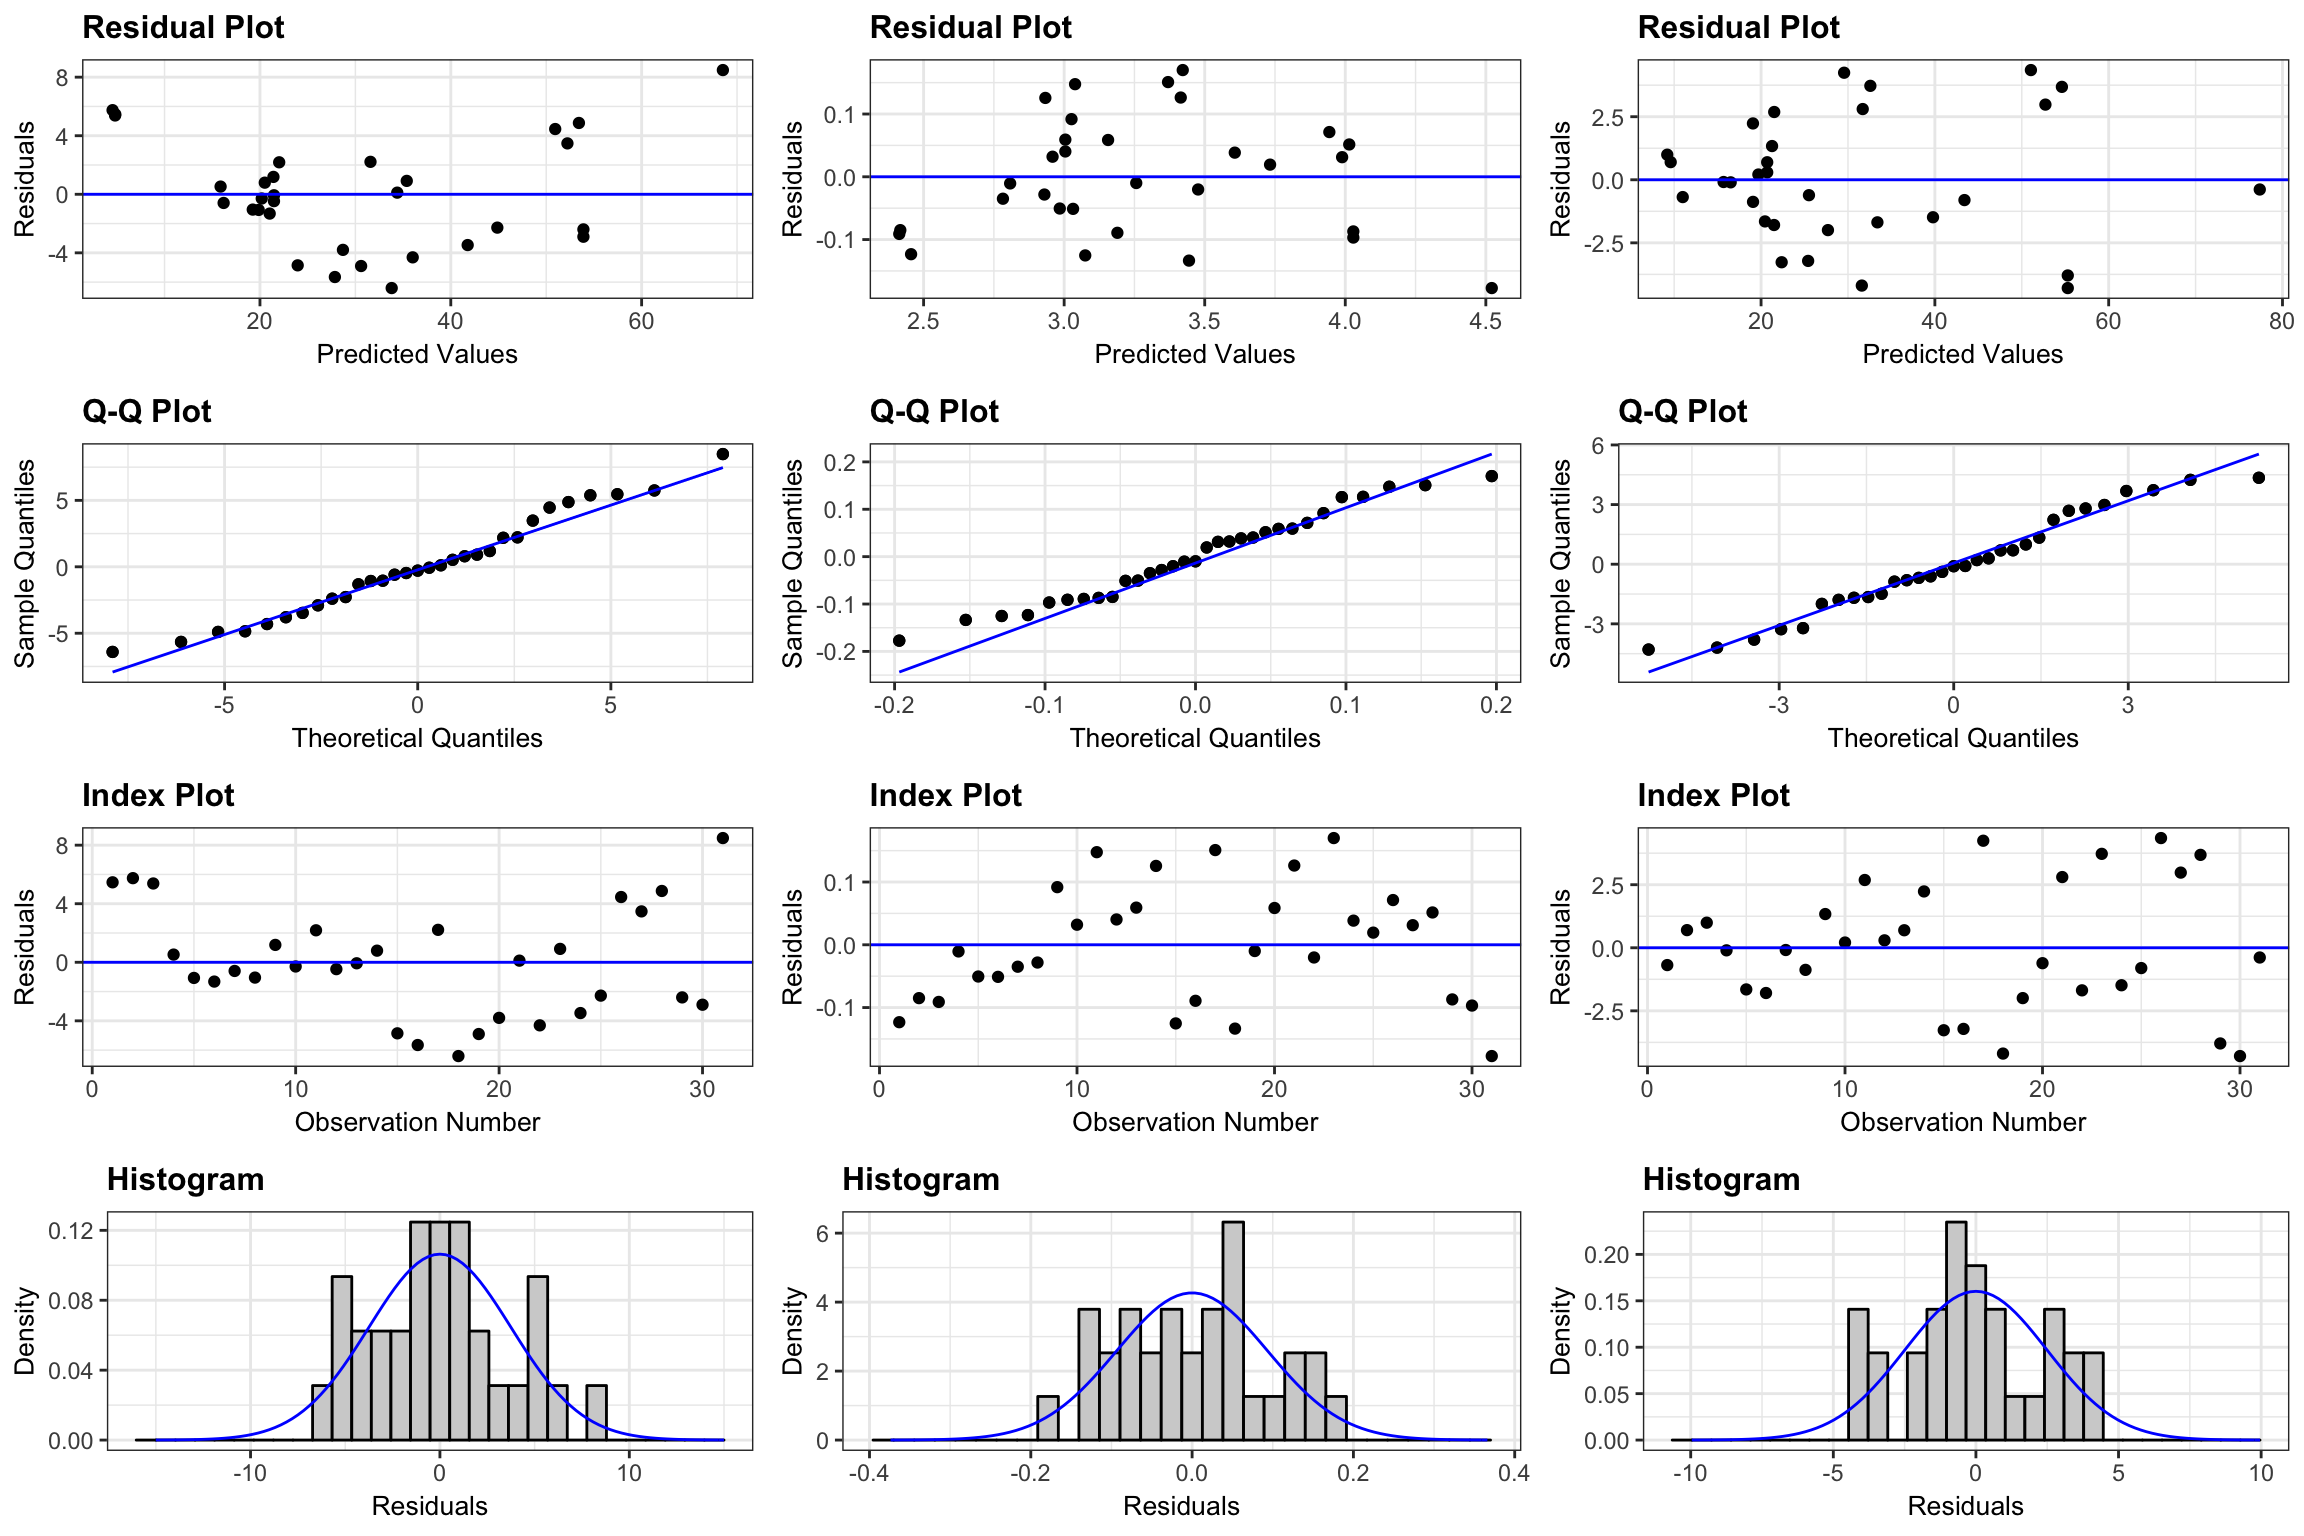 Residual Plot Residual Plot Residual Plot
8 4 0 -4 Residuals
0.1 0.0 -0.1 Residuals
2.5 0.0 -2.5 Residuals
20 40 60 2.5 3.0 3.5 4.0 4.5 20 40 60 80
Predicted Values Predicted Values Predicted Values
Q-Q Plot Q-Q Plot Q-Q Plot
5 0 -5 Sample Quantiles
0.2 0.1 0.0 -0.1 -0.2 Sample Quantiles
6 3 0 -3 Sample Quantiles
-5 0 5 -0.2 -0.1 0.0 0.1 0.2 -3 0 3
Theoretical Quantiles Theoretical Quantiles Theoretical Quantiles
Index Plot Index Plot Index Plot
8 4 0 -4 Residuals
0.1 0.0 -0.1 Residuals
2.5 0.0 -2.5 Residuals
0 10 20 30 0 10 20 30 0 10 20 30
Observation Number Observation Number Observation Number
Histogram Histogram Histogram
0.12 0.08 0.04 0.00 Density
6 4 2 0 Density
0.20 0.15 0.10 0.05 0.00 Density
-10 0 10 -0.4 -0.2 0.0 0.2 0.4 -10 -5 0 5 10
Residuals Residuals Residuals